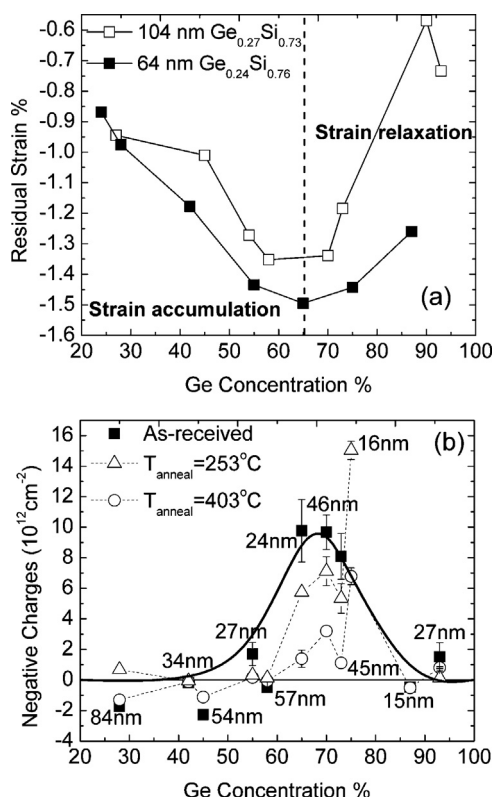 -0.6
-0.7
-0.8
-0.9
-1.0
-1.1
-1.2
-1.3
-1.4
-1.5
-1.6
104 nm Ge0.27Si0.73
64 nm Ge0.24Si0.76
Strain relaxation
Strain accumulation
(a)
Residual Strain %
20 30 40 50 60 70 80 90 100
Ge Concentration %
16
14
12
10
8
6
4
2
0
-2
-4
As-received
Tanneal=253°C
Tanneal=403°C
(b)
16nm
46nm
24nm
27nm
27nm
34nm
45nm
57nm
15nm
84nm
54nm
Negative Charges (10^12cm^-2)
20 30 40 50 60 70 80 90 100
Ge Concentration %